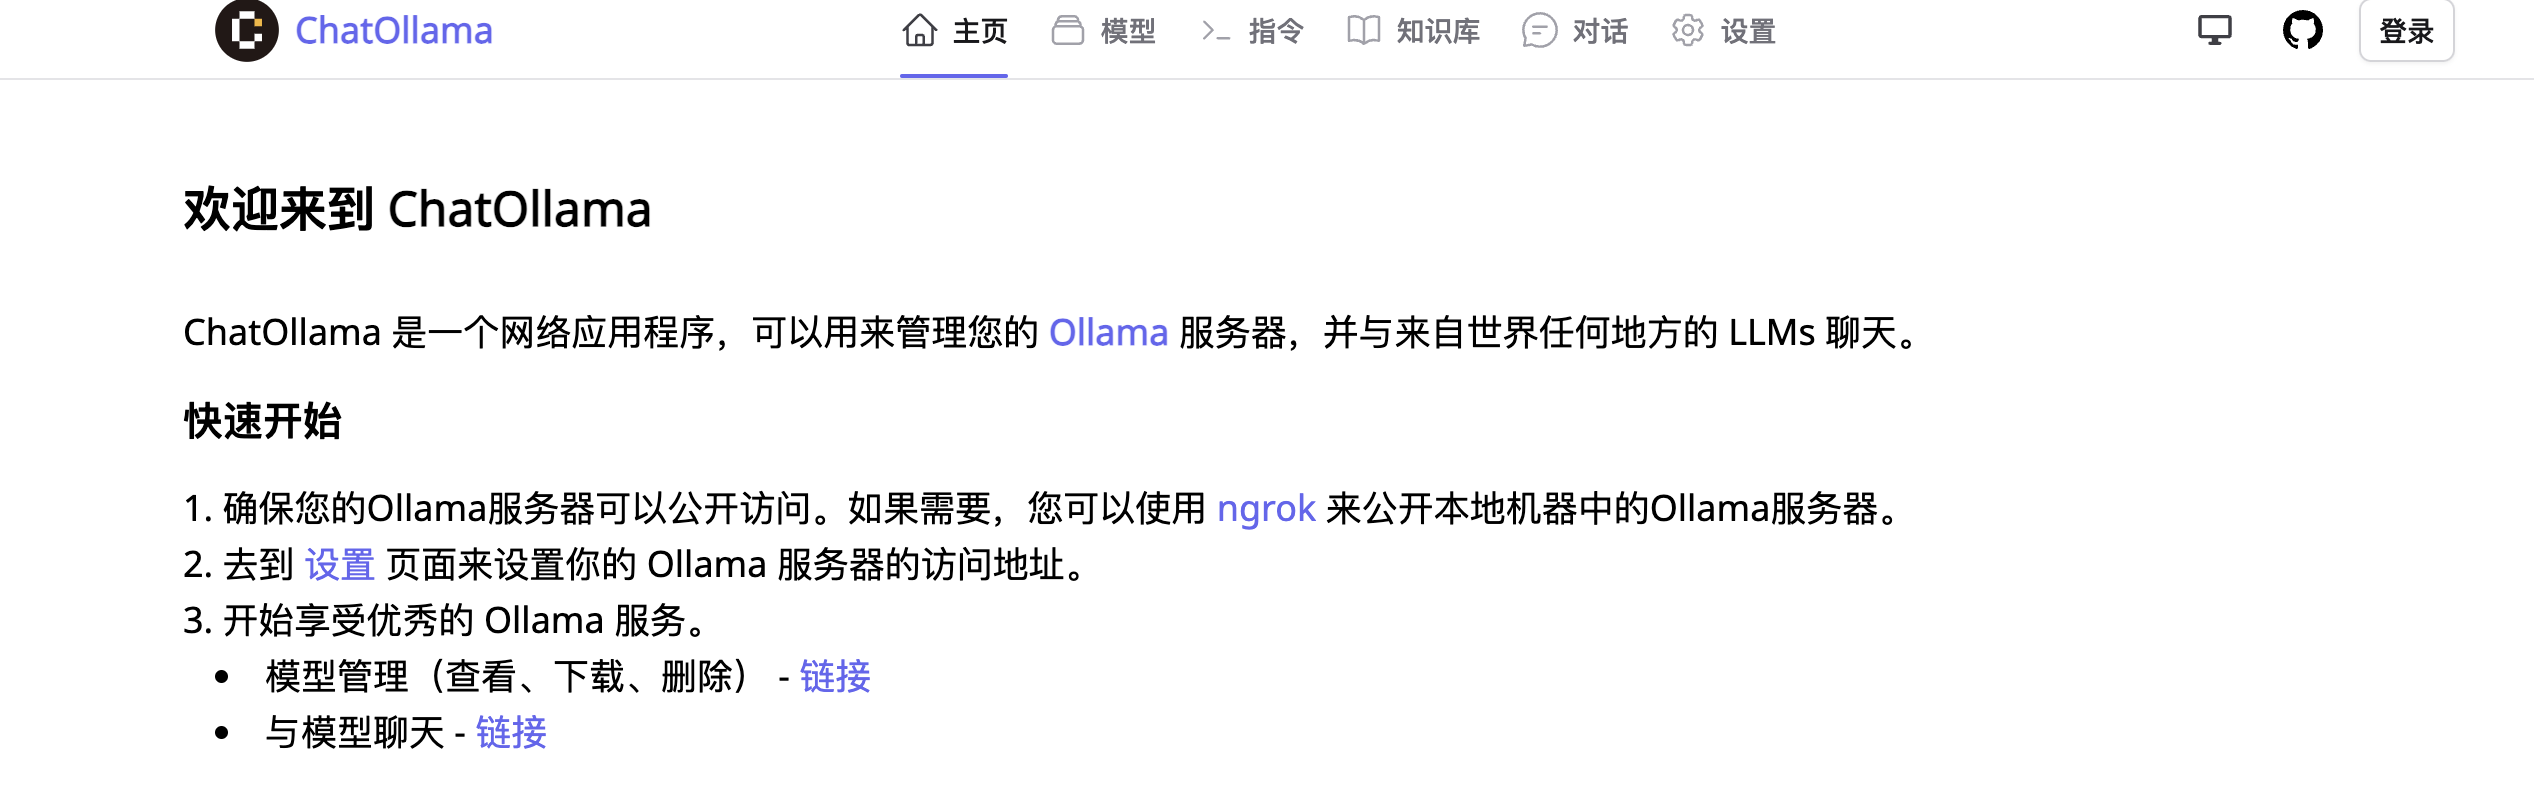 ChatOllama 主页 模型 指令 知识库 对话 设置 登录
欢迎来到 ChatOllama
ChatOllama 是一个网络应用程序，可以用来管理您的 Ollama 服务器，并与来自世界任何地方的 LLMs 聊天。
快速开始
1. 确保您的Ollama服务器可以公开访问。如果需要，您可以使用 ngrok 来公开本地机器中的Ollama服务器。
2. 去到 设置 页面来设置你的 Ollama 服务器的访问地址。
3. 开始享受优秀的 Ollama 服务。
• 模型管理（查看、下载、删除） - 链接
• 与模型聊天 - 链接